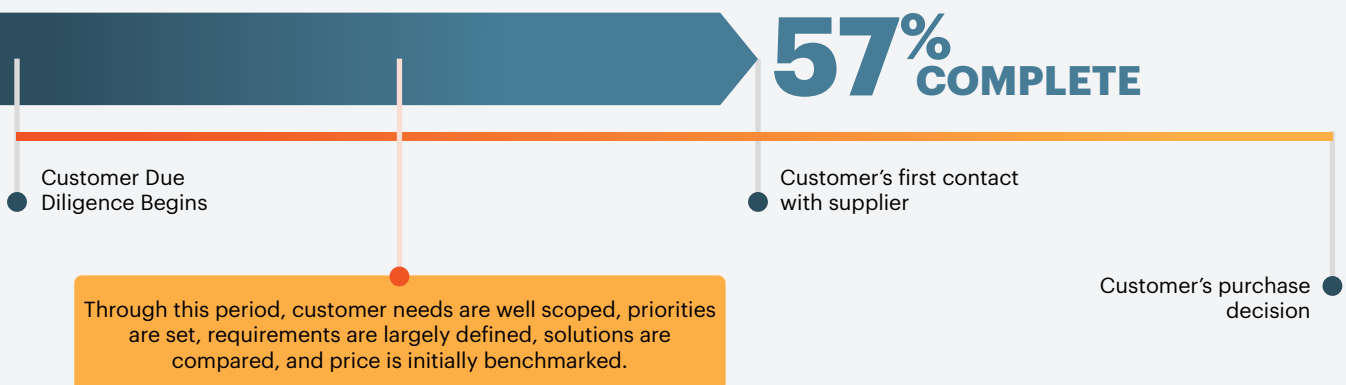 57%
COMPLETE
Customer Due
Diligence Begins
Customer’s first contact
with supplier
Customer’s purchase
decision
Through this period, customer needs are well scoped, priorities
are set, requirements are largely defined, solutions are
compared, and price is initially benchmarked.